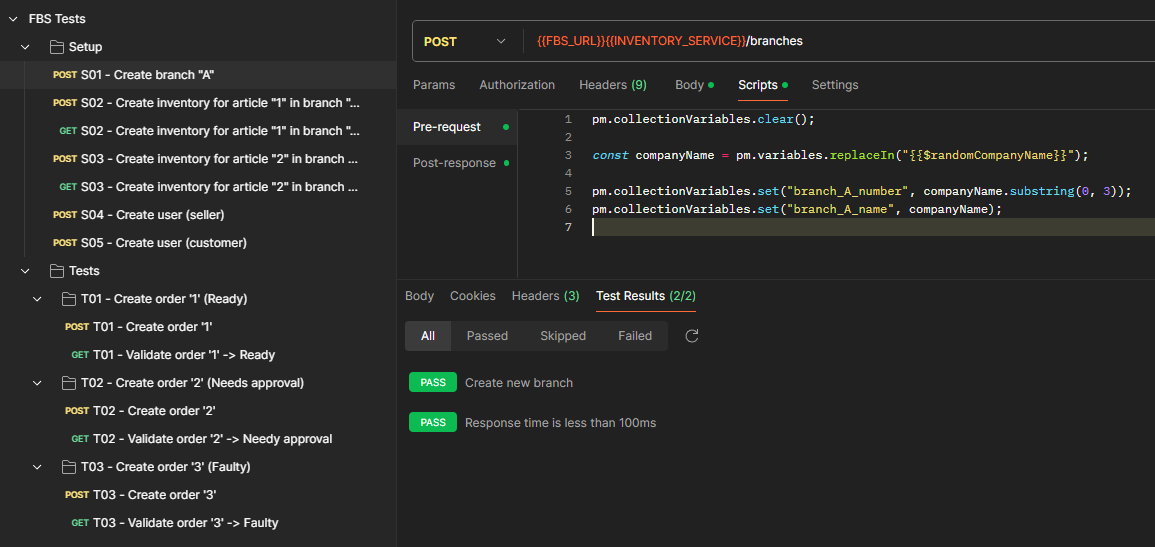 FBS Tests
Setup
POST S01 - Create branch "A"
POST S02 - Create inventory for article "1" in branch "...
GET S02 - Create inventory for article "1" in branch "...
POST S03 - Create inventory for article "2" in branch ...
GET S03 - Create inventory for article "2" in branch ...
POST S04 - Create user (seller)
POST S05 - Create user (customer)
Tests
T01 - Create order '1' (Ready)
POST T01 - Create order '1'
GET T01 - Validate order '1' -> Ready
T02 - Create order '2' (Needs approval)
POST T02 - Create order '2'
GET T02 - Validate order '2' -> Needy approval
T03 - Create order '3' (Faulty)
POST T03 - Create order '3'
GET T03 - Validate order '3' -> Faulty
POST {{FBS_URL}}{{INVENTORY_SERVICE}}/branches
Params Authorization Headers (9) Body Scripts Settings
Pre-request
Post-response
1 pm.collectionVariables.clear();
2
3 const companyName = pm.variables.replaceIn("{{$randomCompanyName}}");
4
5 pm.collectionVariables.set("branch_A_number", companyName.substring(0, 3));
6 pm.collectionVariables.set("branch_A_name", companyName);
7
Body Cookies Headers (3) Test Results (2/2)
All Passed Skipped Failed
PASS Create new branch
PASS Response time is less than 100ms